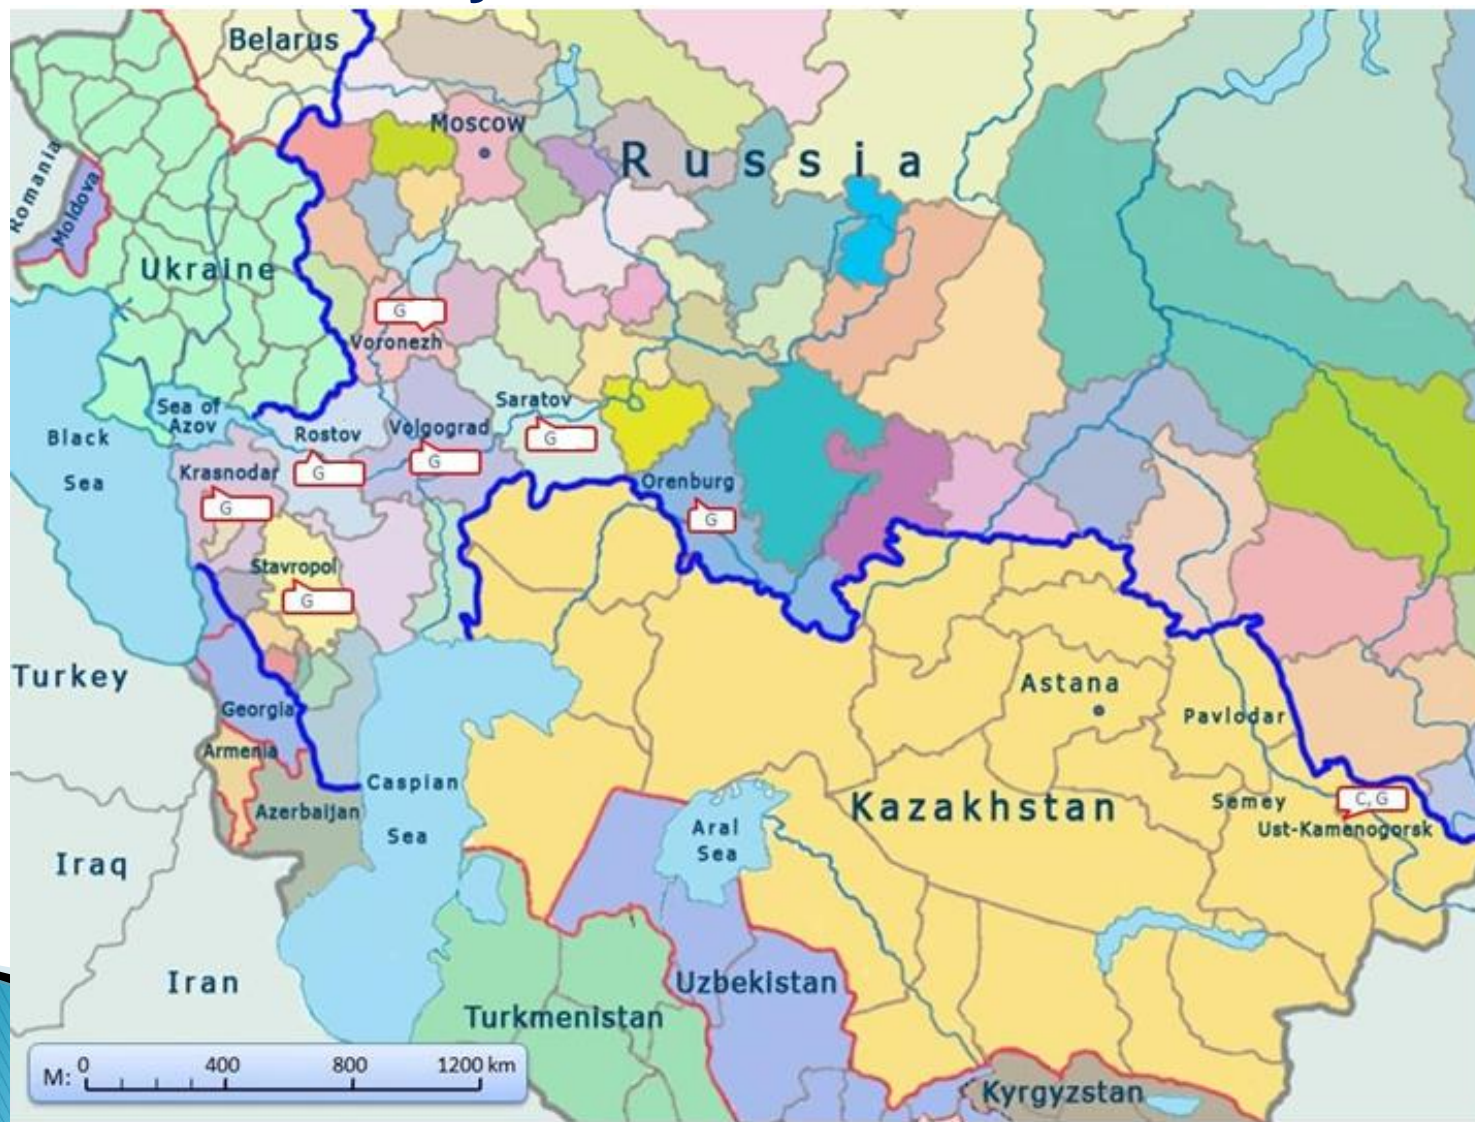 Belarus
Moscow
Russia
Romania
Moldova
Ukraine
G
Voronezh
Saratov
G
Sea of
Azov
Rostov
G
Volgograd
G
Black
Sea
Krasnodar
G
Orenburg
G
Stavropol
G
Turkey
Astana
Georgia
Pavlodar
Armenia
Azerbaijan
Caspian
Sea
Aral
Sea
Kazakhstan
Semey
C, G
Ust-Kamenogorsk
Iraq
Iran
Uzbekistan
Turkmenistan
Kyrgyzstan
M: 0 400 800 1200 km